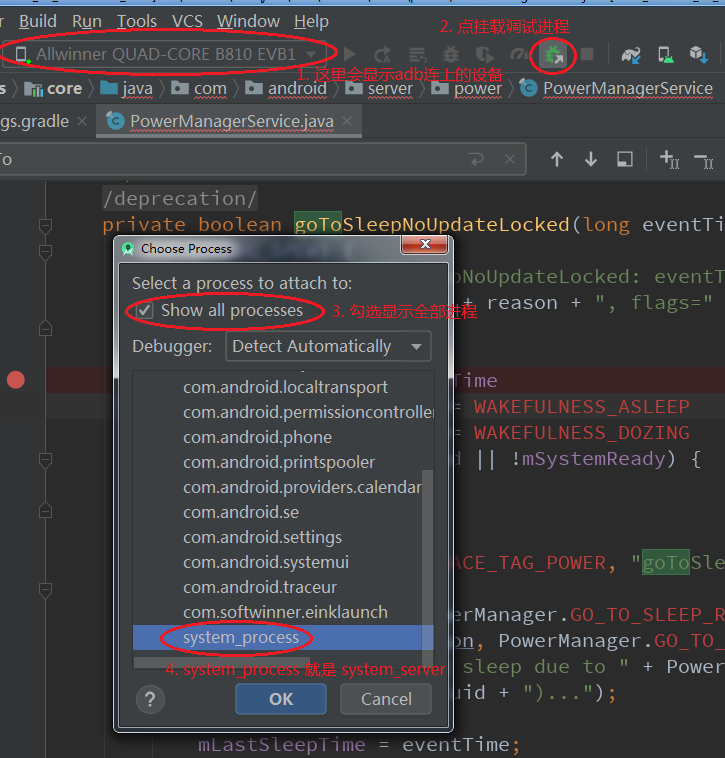 r Build Run Tools VCS Window Help
2. 点挂载调试进程
Allwinner QUAD-CORE B810 EVB1
1. 这里会显示adb连上的设备
s core java com android server power PowerManagerService
gs.gradle PowerManagerService.java
To
/deprecation/
private boolean goToSleepNoUpdateLocked(long eventTi
Choose Process
Select a process to attach to:
oNoUpdateLocked: eventT
Show all processes
3. 勾选显示全部进程
+ reason + ", flags="
Debugger: Detect Automatically
Time
com.android.localtransport
com.android.permissioncontroller
= WAKEFULNESS_ASLEEP
com.android.phone
= WAKEFULNESS_DOZING
com.android.printspooler
d || !mSystemReady) {
com.android.providers.calendar
com.android.se
com.android.settings
com.android.systemui
ACE_TAG_POWER, "goToSle
com.android.traceur
com.softwinner.einklaunch
erManager.GO_TO_SLEEP_R
system_process
on, PowerManager.GO_TO_
4. system_process 就是 system_server
sleep due to " + Power
? OK Cancel
uid + ")...");
mLastSleepTime = eventTime;